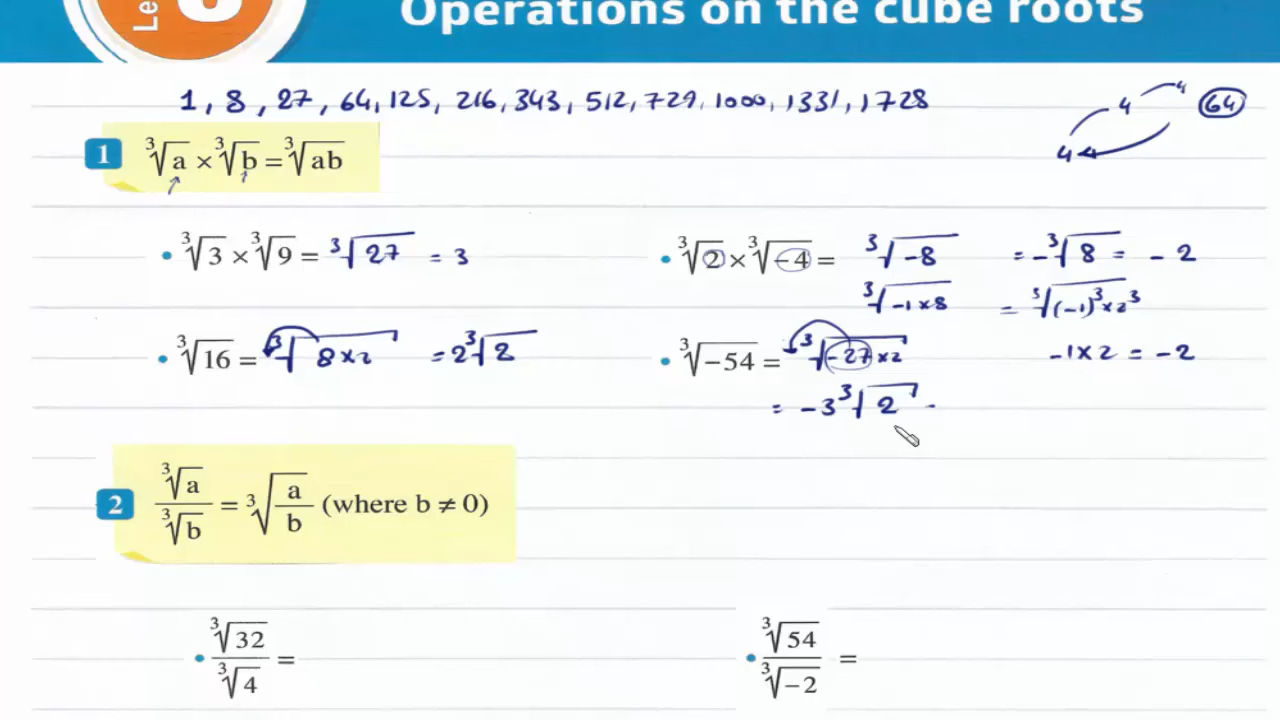 Le
Operations on the cube roots
1, 8, 27, 64, 125, 216, 343, 512, 729, 1000, 1331, 1728
4 4 4 64
1 ∛a × ∛b = ∛ab
• ∛3 × ∛9 = ∛27 = 3
• ∛2 × ∛-4 = ∛-8 = -∛8 = -2
∛-1×8 = ∛(-1)³×2³
• ∛16 = ∛8×2 = 2∛2
• ∛-54 = ∛-27×2
-1×2 = -2
= -3∛2
2 ∛a/∛b = ∛(a/b) (where b ≠ 0)
• ∛32/∛4 =
• ∛54/∛-2 =